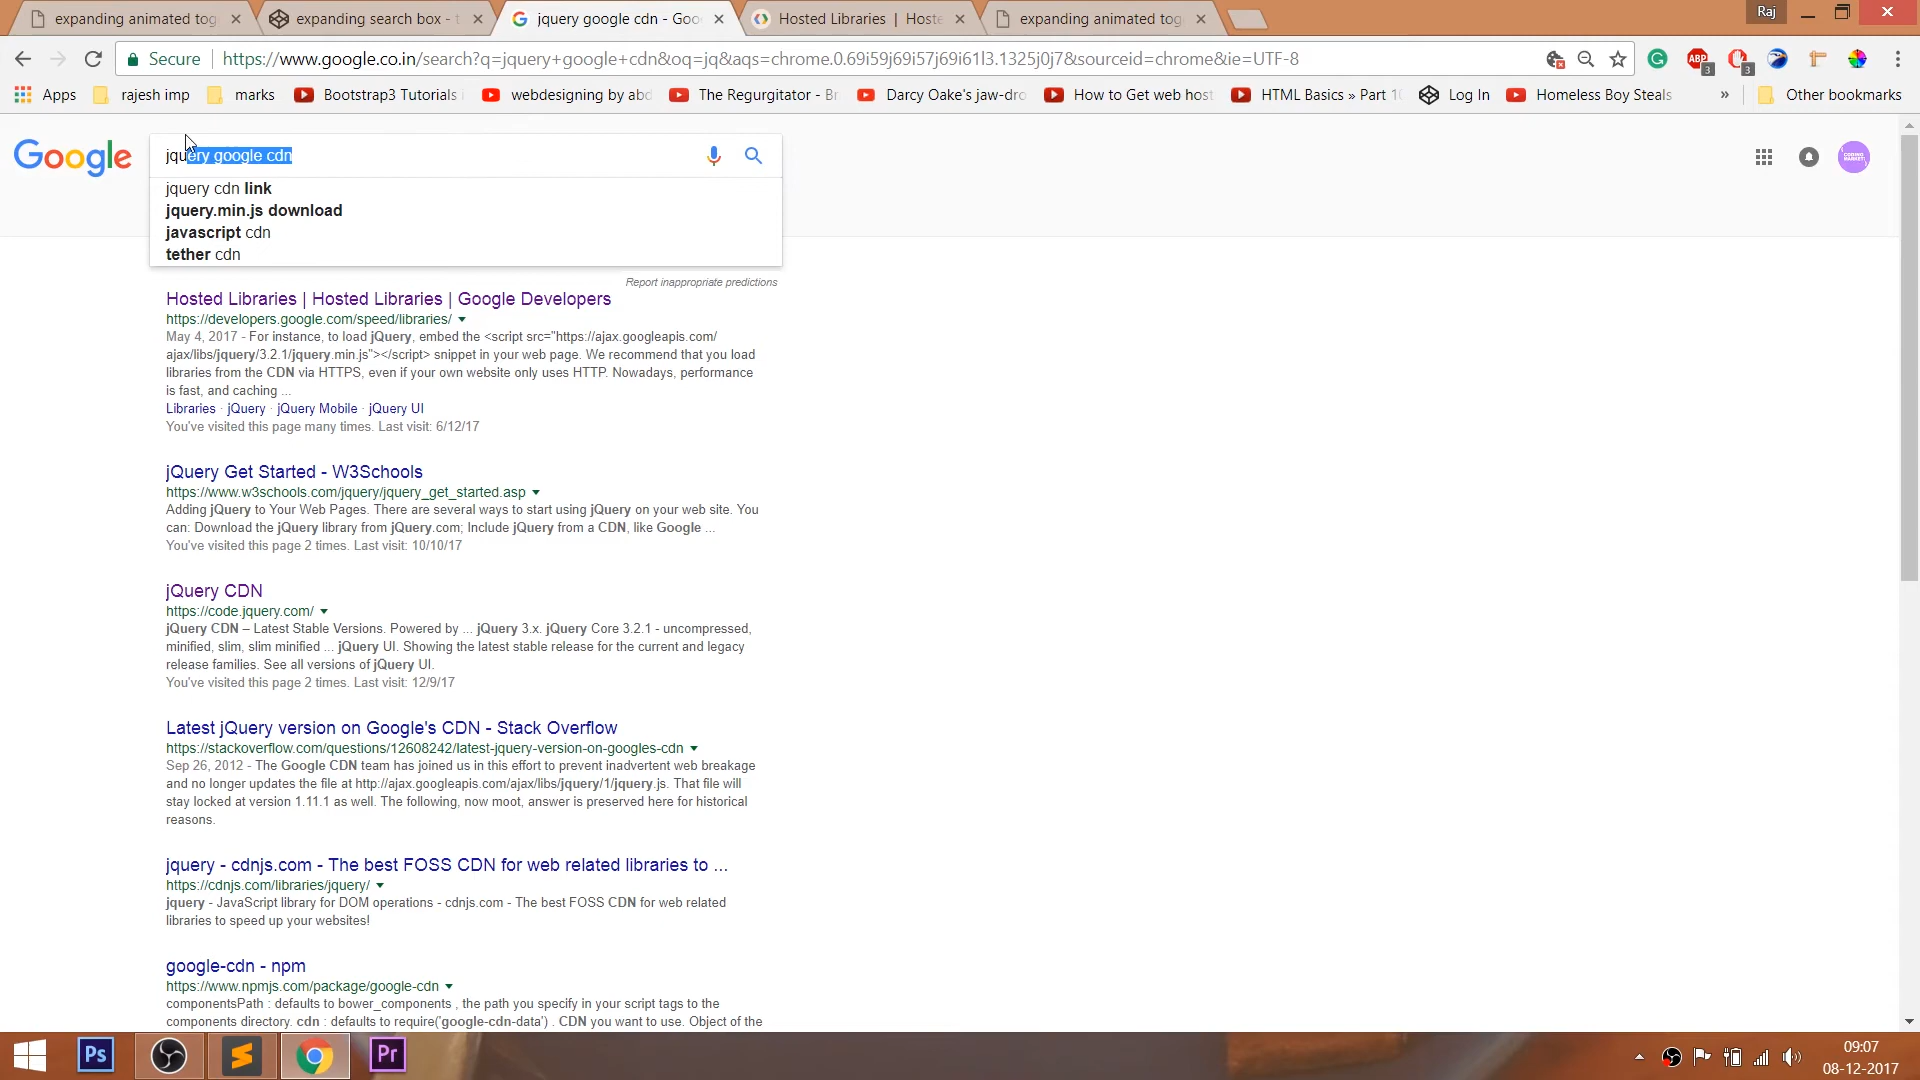 expanding animated tog
expanding search box - t
jquery google cdn - Goo
Hosted Libraries | Hoste
expanding animated tog
Raj
Secure
https://www.google.co.in/search?q=jquery+google+cdn&oq=jq&aqs=chrome.0.69i59j69i57j69i61l3.1325j0j7&sourceid=chrome&ie=UTF-8
ABP
3
3
Apps
rajesh imp
marks
Bootstrap3 Tutorials
webdesigning by abd
The Regurgitator - Br
Darcy Oake's jaw-dro
How to Get web host
HTML Basics » Part 10
Log In
Homeless Boy Steals
»
Other bookmarks
Google
jquery google cdn
jquery cdn link
jquery.min.js download
javascript cdn
tether cdn
Report inappropriate predictions
Hosted Libraries | Hosted Libraries | Google Developers
https://developers.google.com/speed/libraries/
May 4, 2017 - For instance, to load jQuery, embed the <script src="https://ajax.googleapis.com/
ajax/libs/jquery/3.2.1/jquery.min.js"></script> snippet in your web page. We recommend that you load
libraries from the CDN via HTTPS, even if your own website only uses HTTP. Nowadays, performance
is fast, and caching ...
Libraries · jQuery · jQuery Mobile · jQuery UI
You've visited this page many times. Last visit: 6/12/17
jQuery Get Started - W3Schools
https://www.w3schools.com/jquery/jquery_get_started.asp
Adding jQuery to Your Web Pages. There are several ways to start using jQuery on your web site. You
can: Download the jQuery library from jQuery.com; Include jQuery from a CDN, like Google ...
You've visited this page 2 times. Last visit: 10/10/17
jQuery CDN
https://code.jquery.com/
jQuery CDN – Latest Stable Versions. Powered by ... jQuery 3.x. jQuery Core 3.2.1 - uncompressed,
minified, slim, slim minified ... jQuery UI. Showing the latest stable release for the current and legacy
release families. See all versions of jQuery UI.
You've visited this page 2 times. Last visit: 12/9/17
Latest jQuery version on Google's CDN - Stack Overflow
https://stackoverflow.com/questions/12608242/latest-jquery-version-on-googles-cdn
Sep 26, 2012 - The Google CDN team has joined us in this effort to prevent inadvertent web breakage
and no longer updates the file at http://ajax.googleapis.com/ajax/libs/jquery/1/jquery.js. That file will
stay locked at version 1.11.1 as well. The following, now moot, answer is preserved here for historical
reasons.
jquery - cdnjs.com - The best FOSS CDN for web related libraries to ...
https://cdnjs.com/libraries/jquery/
jquery - JavaScript library for DOM operations - cdnjs.com - The best FOSS CDN for web related
libraries to speed up your websites!
google-cdn - npm
https://www.npmjs.com/package/google-cdn
componentsPath : defaults to bower_components , the path you specify in your script tags to the
components directory. cdn : defaults to require('google-cdn-data') . CDN you want to use. Object of the
Ps
Pr
09:07
08-12-2017